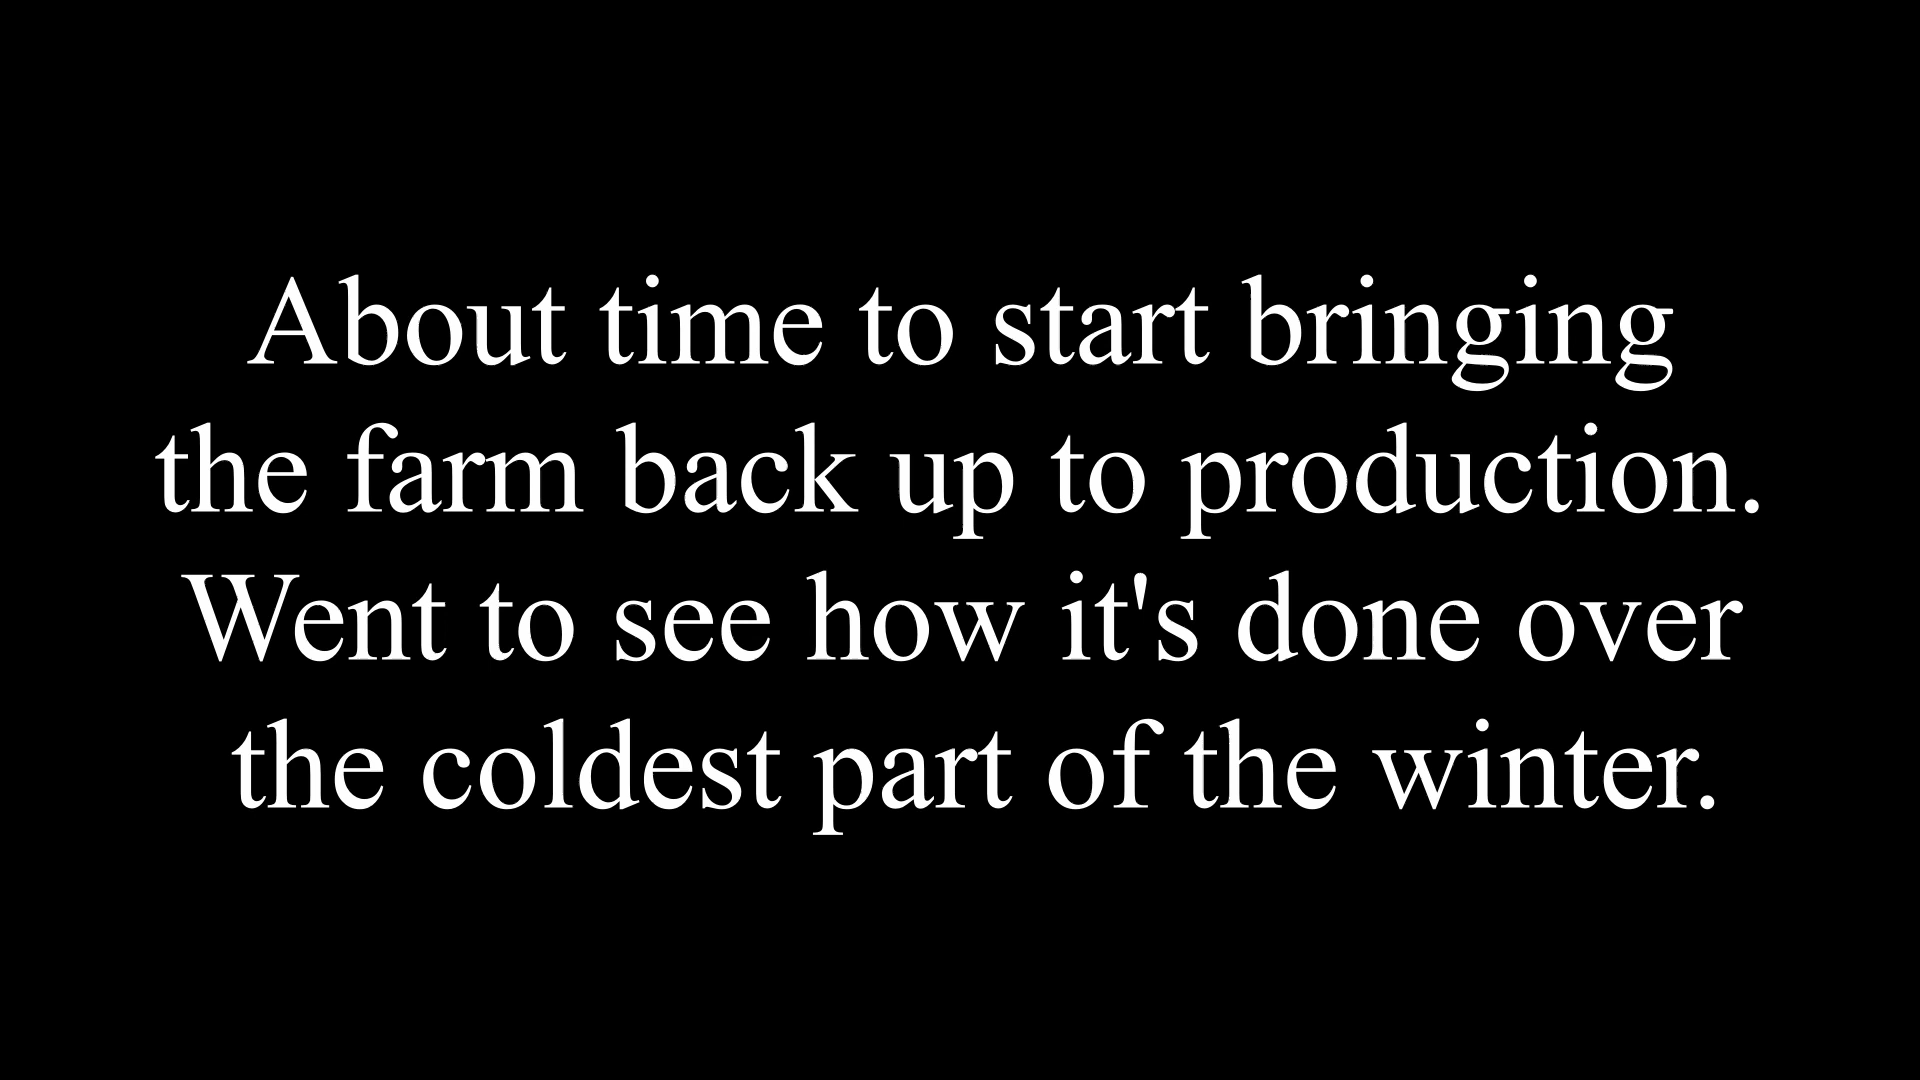 About time to start bringing
the farm back up to production.
Went to see how it's done over
the coldest part of the winter.